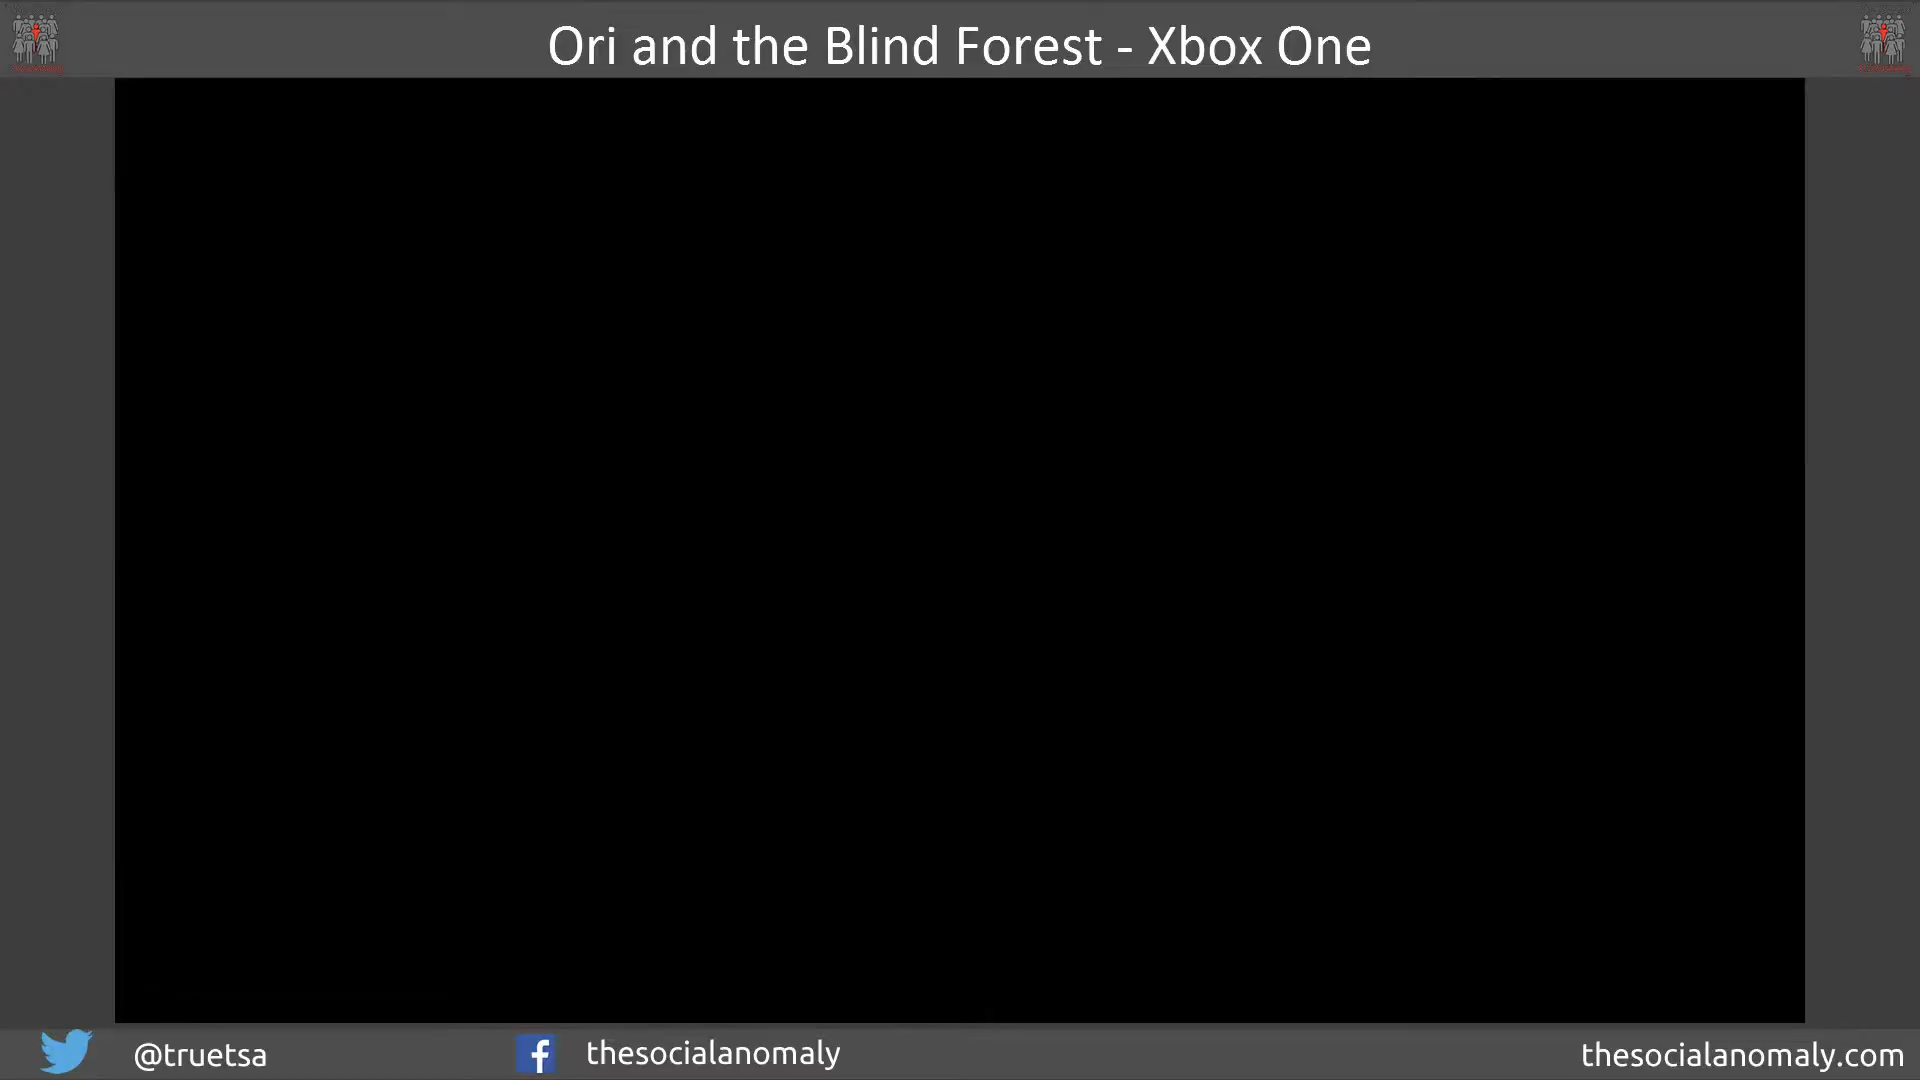 Ori and the Blind Forest - Xbox One
@truetsa
thesocialanomaly
thesocialanomaly.com